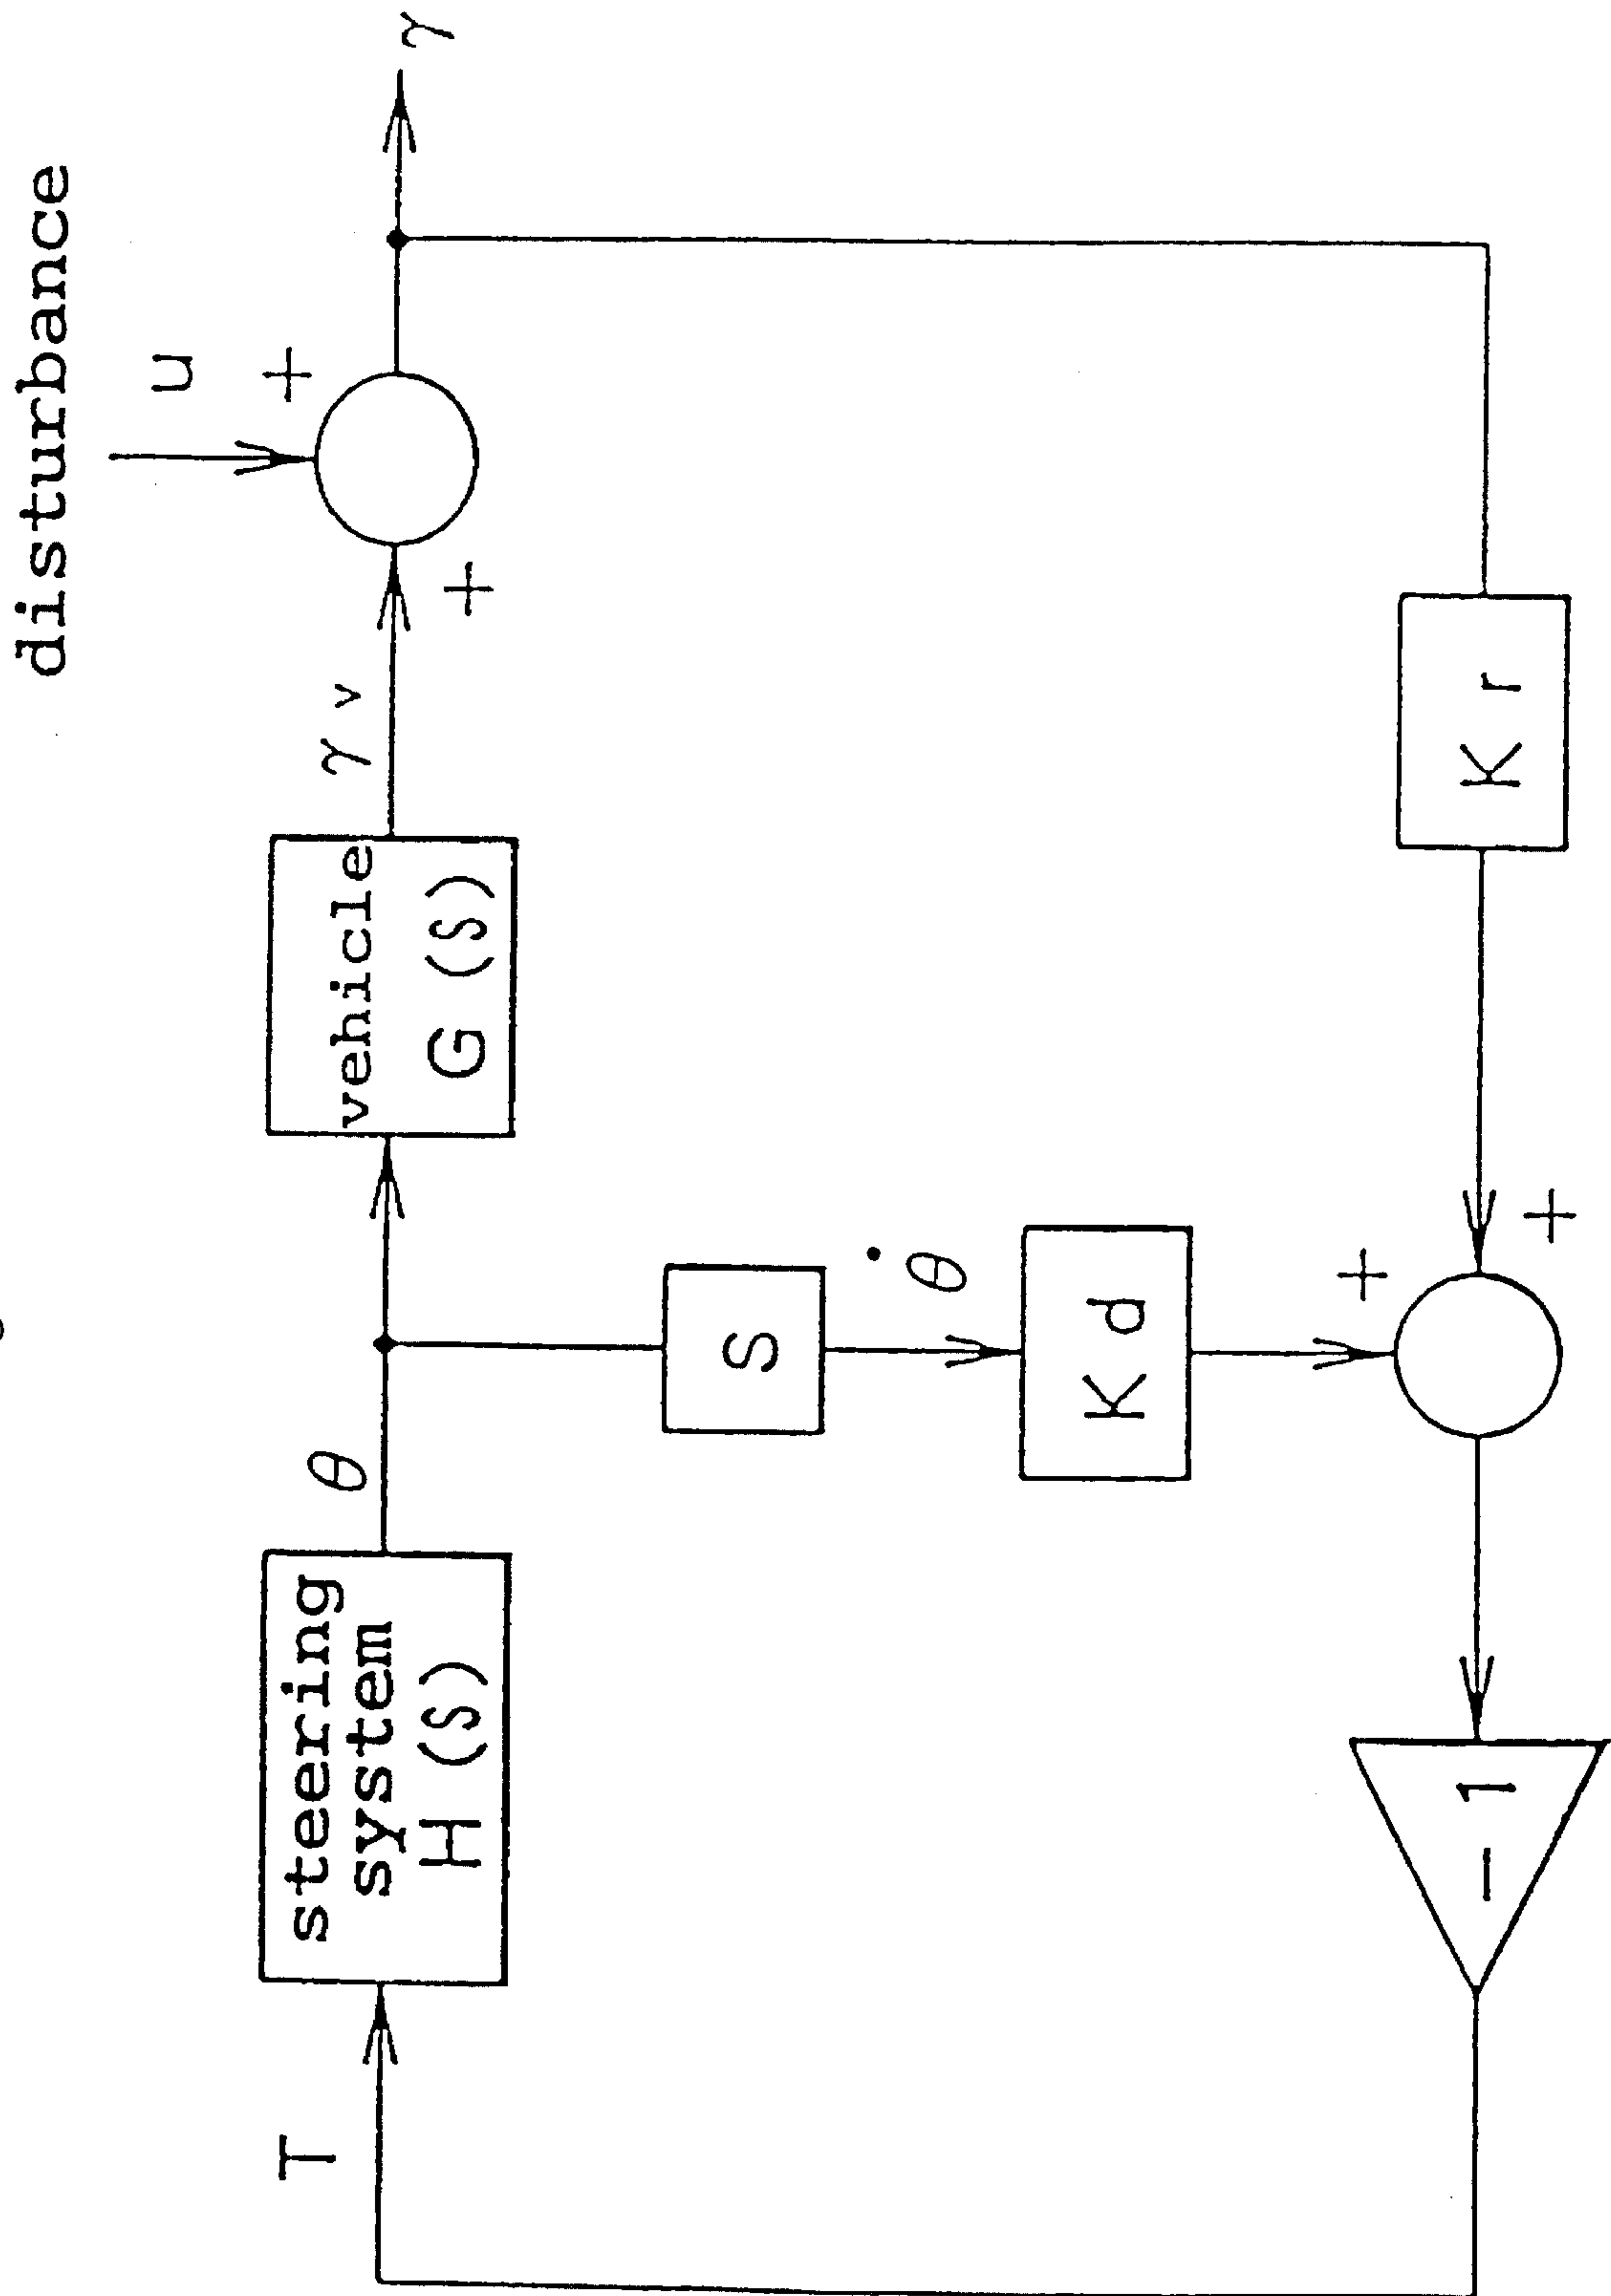 disturbance
u
+
γ
T
steering
system
H (S)
θ
vehicle
G (S)
γ v
+
S
θ̇
K d
+
K r
+
− 1